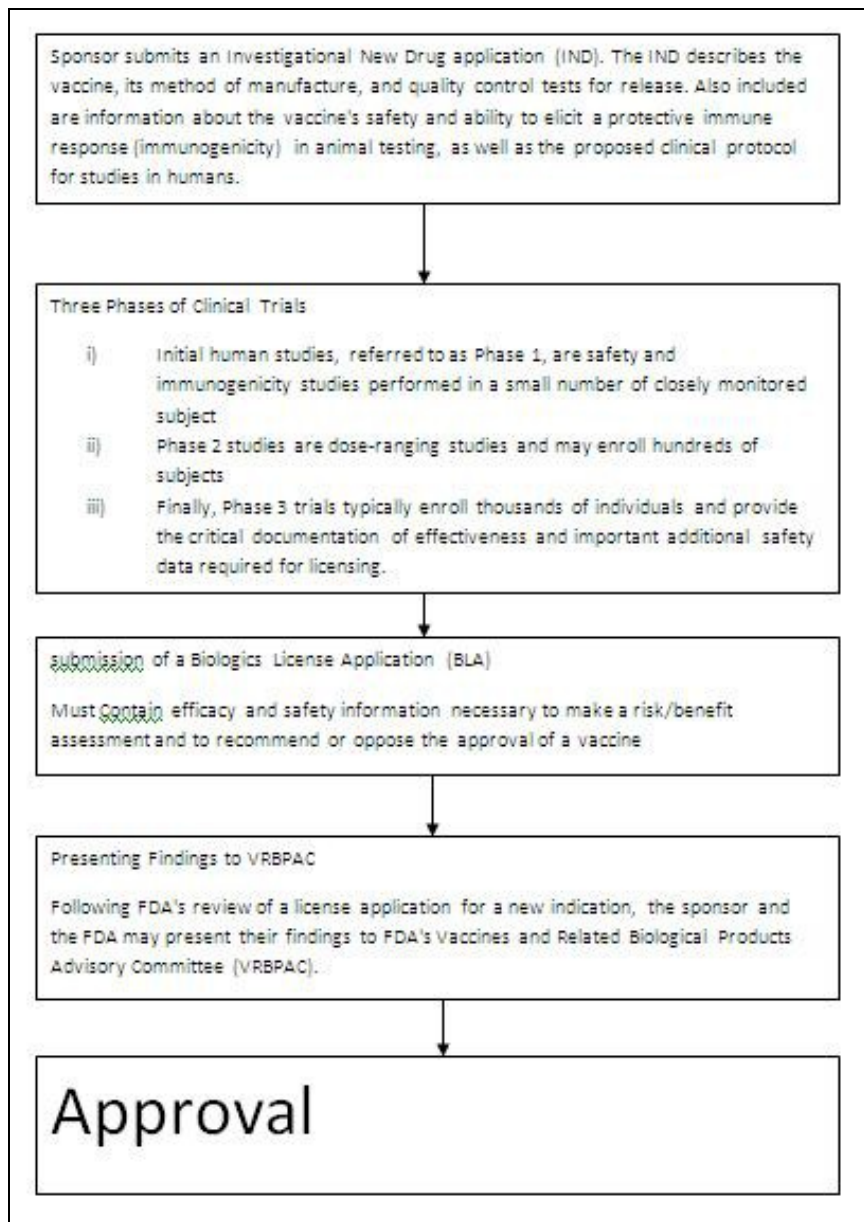 Sponsor submits an Investigational New Drug application (IND). The IND describes the
vaccine, its method of manufacture, and quality control tests for release. Also included
are information about the vaccine's safety and ability to elicit a protective immune
response (immunogenicity) in animal testing, as well as the proposed clinical protocol
for studies in humans.
Three Phases of Clinical Trials
i) Initial human studies, referred to as Phase 1, are safety and
immunogenicity studies performed in a small number of closely monitored
subject
ii) Phase 2 studies are dose-ranging studies and may enroll hundreds of
subjects
iii) Finally, Phase 3 trials typically enroll thousands of individuals and provide
the critical documentation of effectiveness and important additional safety
data required for licensing.
submission of a Biologics License Application (BLA)
Must Contain efficacy and safety information necessary to make a risk/benefit
assessment and to recommend or oppose the approval of a vaccine
Presenting Findings to VRBPAC
Following FDA's review of a license application for a new indication, the sponsor and
the FDA may present their findings to FDA's Vaccines and Related Biological Products
Advisory Committee (VRBPAC).
Approval